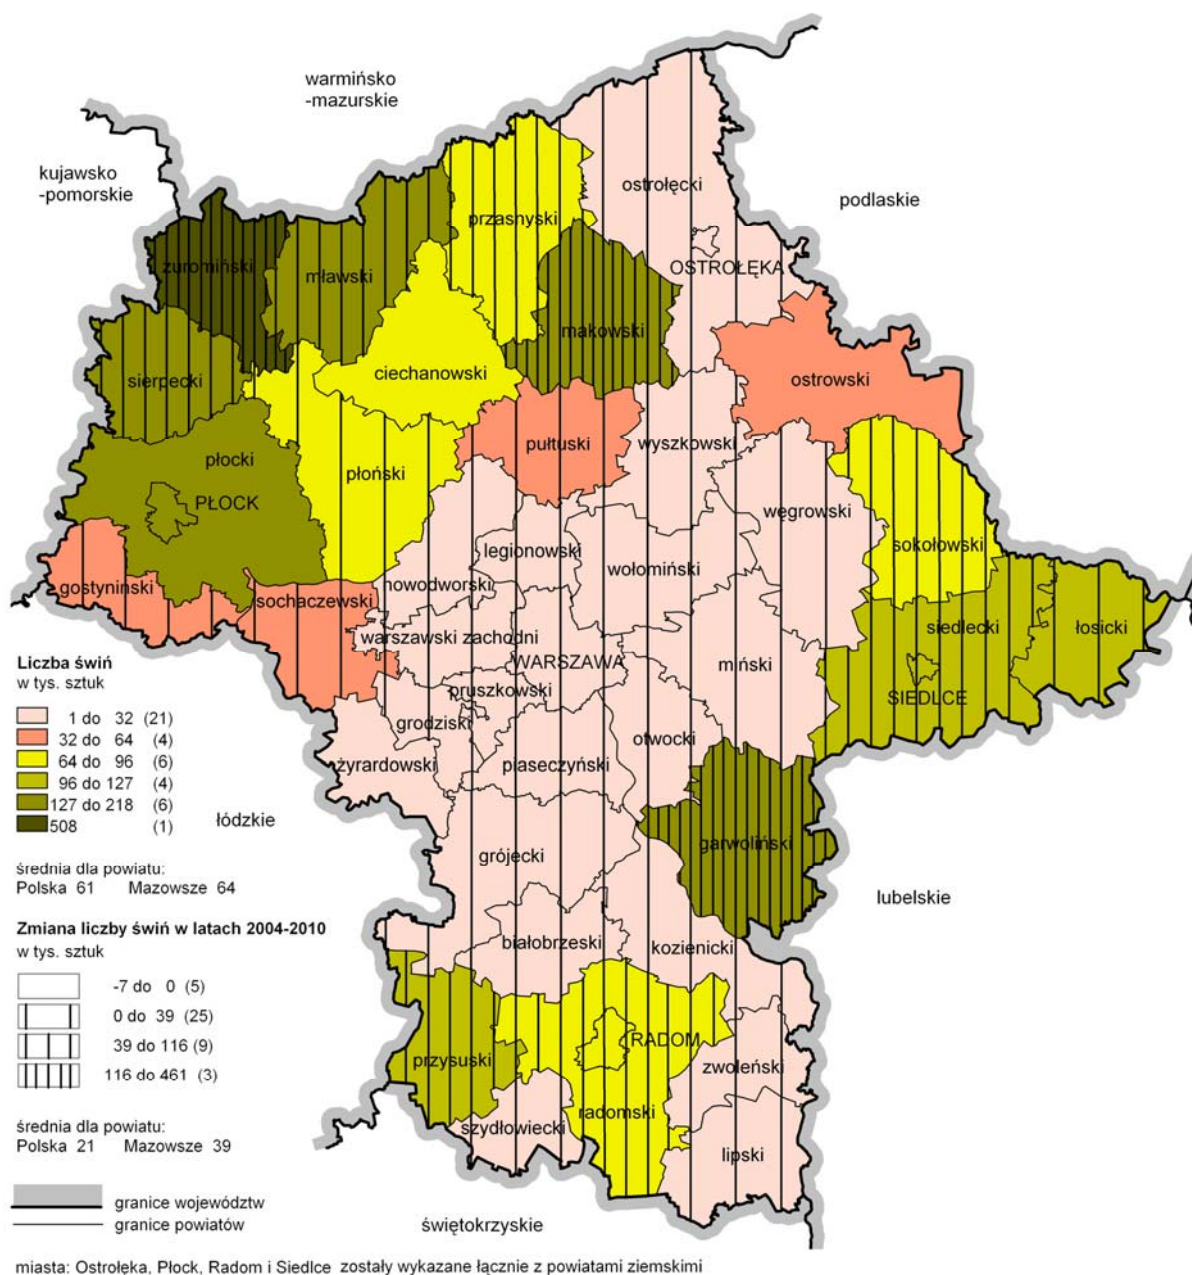 warmińsko
-mazurskie
kujawsko
-pomorskie
podlaskie
ostrołęcki
przasnyski
żuromiński
mławski
OSTROŁĘKA
makowski
sierpecki
ciechanowski
ostrowski
płocki
płoński
pułtuski
wyszkowski
PŁOCK
węgrowski
legionowski
sokołowski
gostyniński
nowodworski
wołomiński
sochaczewski
siedlecki
łosicki
warszawski zachodni
WARSZAWA
miński
pruszkowski
SIEDLCE
grodziski
otwocki
żyrardowski
piaseczyński
garwoliński
grójecki
łódzkie
lubelskie
białobrzeski
kozienicki
RADOM
przysuski
zwoleński
radomski
szydłowiecki
lipski
świętokrzyskie
Liczba świń
w tys. sztuk
1 do 32 (21)
32 do 64 (4)
64 do 96 (6)
96 do 127 (4)
127 do 218 (6)
508 (1)
średnia dla powiatu:
Polska 61 Mazowsze 64
Zmiana liczby świń w latach 2004-2010
w tys. sztuk
-7 do 0 (5)
0 do 39 (25)
39 do 116 (9)
116 do 461 (3)
średnia dla powiatu:
Polska 21 Mazowsze 39
granice województw
granice powiatów
miasta: Ostrołęka, Płock, Radom i Siedlce zostały wykazane łącznie z powiatami ziemskimi